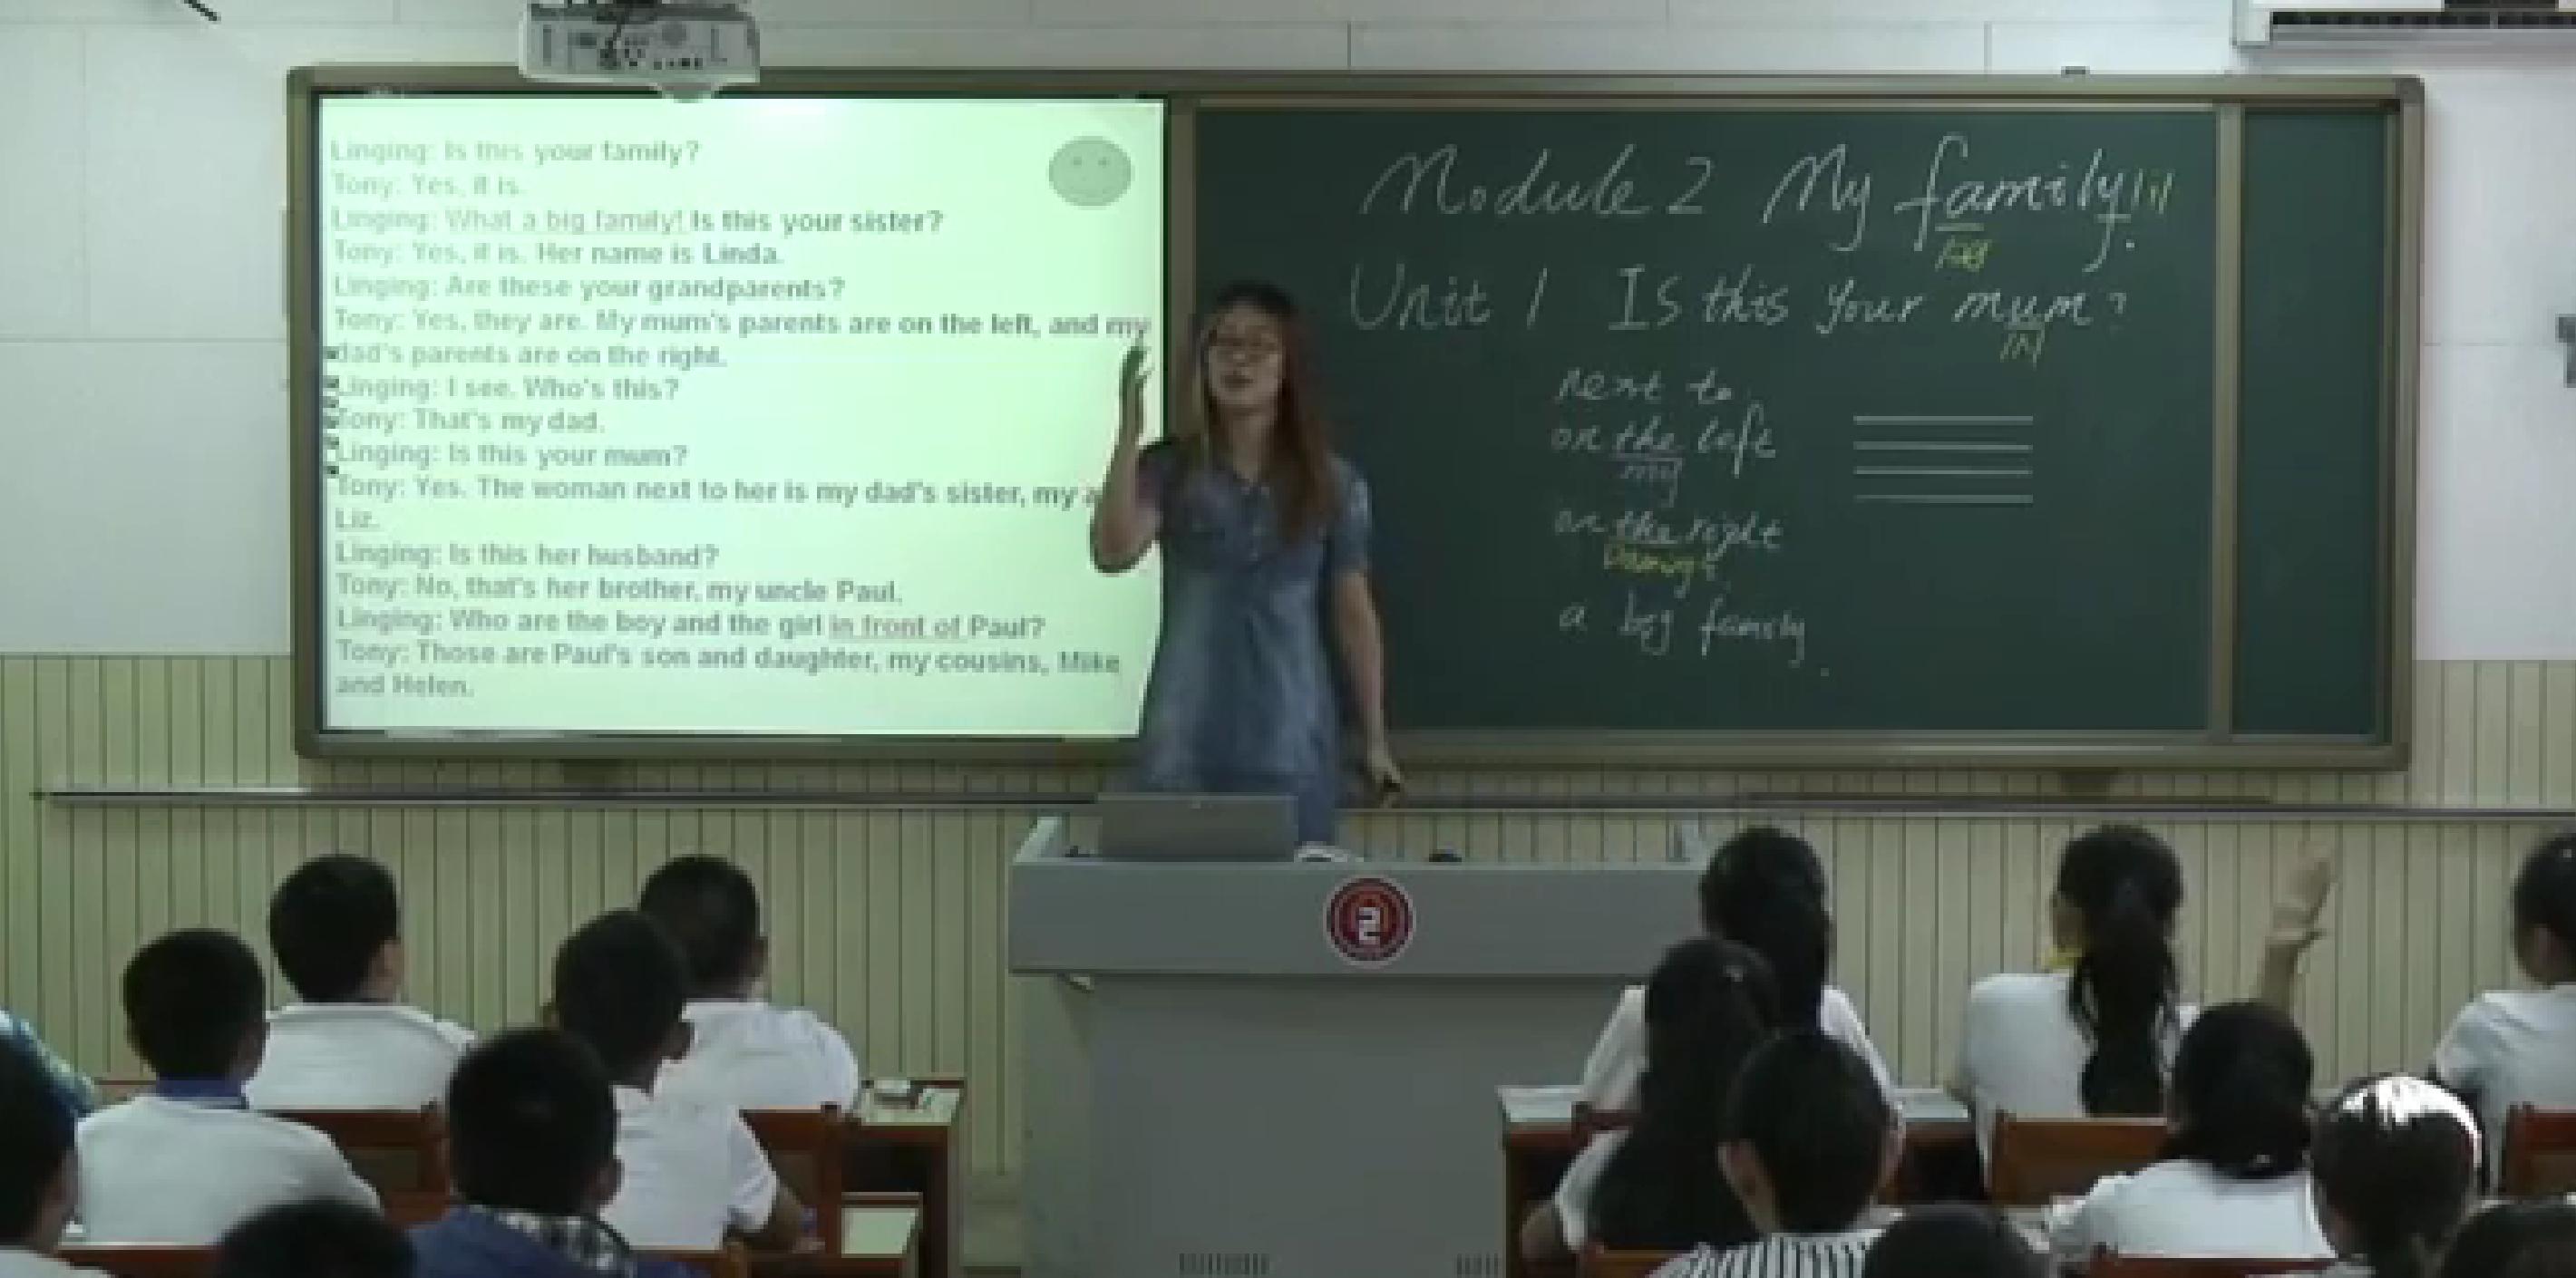 Linging: Is this your family?
Tony: Yes, it is.
Linging: What a big family! Is this your sister?
Tony: Yes, it is. Her name is Linda.
Linging: Are these your grandparents?
Tony: Yes, they are. My mum's parents are on the left, and my
dad's parents are on the right.
Linging: I see. Who's this?
Tony: That's my dad.
Linging: Is this your mum?
Tony: Yes. The woman next to her is my dad's sister, my a
Liz.
Linging: Is this her husband?
Tony: No, that's her brother, my uncle Paul.
Linging: Who are the boy and the girl in front of Paul?
Tony: Those are Paul's son and daughter, my cousins, Mike
and Helen.
Module 2 My family
Unit 1 Is this your mum?
/ʌ/
next to
on the left
my
on the right
a big family
2